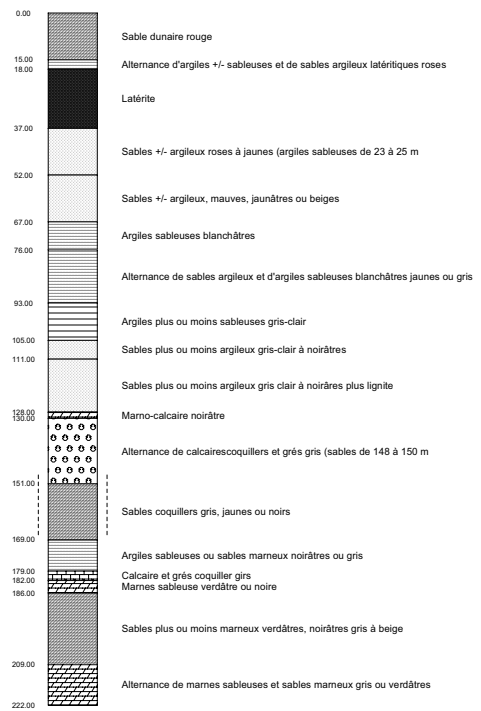 0.00
Sable dunaire rouge
15.00
Alternance d'argiles +/- sableuses et de sables argileux latéritiques roses
18.00
Latérite
37.00
Sables +/- argileux roses à jaunes (argiles sableuses de 23 à 25 m
52.00
Sables +/- argileux, mauves, jaunâtres ou beiges
67.00
Argiles sableuses blanchâtres
76.00
Alternance de sables argileux et d'argiles sableuses blanchâtres jaunes ou gris
93.00
Argiles plus ou moins sableuses gris-clair
105.00
Sables plus ou moins argileux gris-clair à noirâtres
111.00
Sables plus ou moins argileux gris clair à noirâres plus lignite
128.00
Marno-calcaire noirâtre
130.00
Alternance de calcairescoquillers et grés gris (sables de 148 à 150 m
151.00
Sables coquillers gris, jaunes ou noirs
169.00
Argiles sableuses ou sables marneux noirâtres ou gris
179.00
Calcaire et grés coquiller girs
182.00
Marnes sableuse verdâtre ou noire
186.00
Sables plus ou moins marneux verdâtres, noirâtres gris à beige
209.00
Alternance de marnes sableuses et sables marneux gris ou verdâtres
222.00